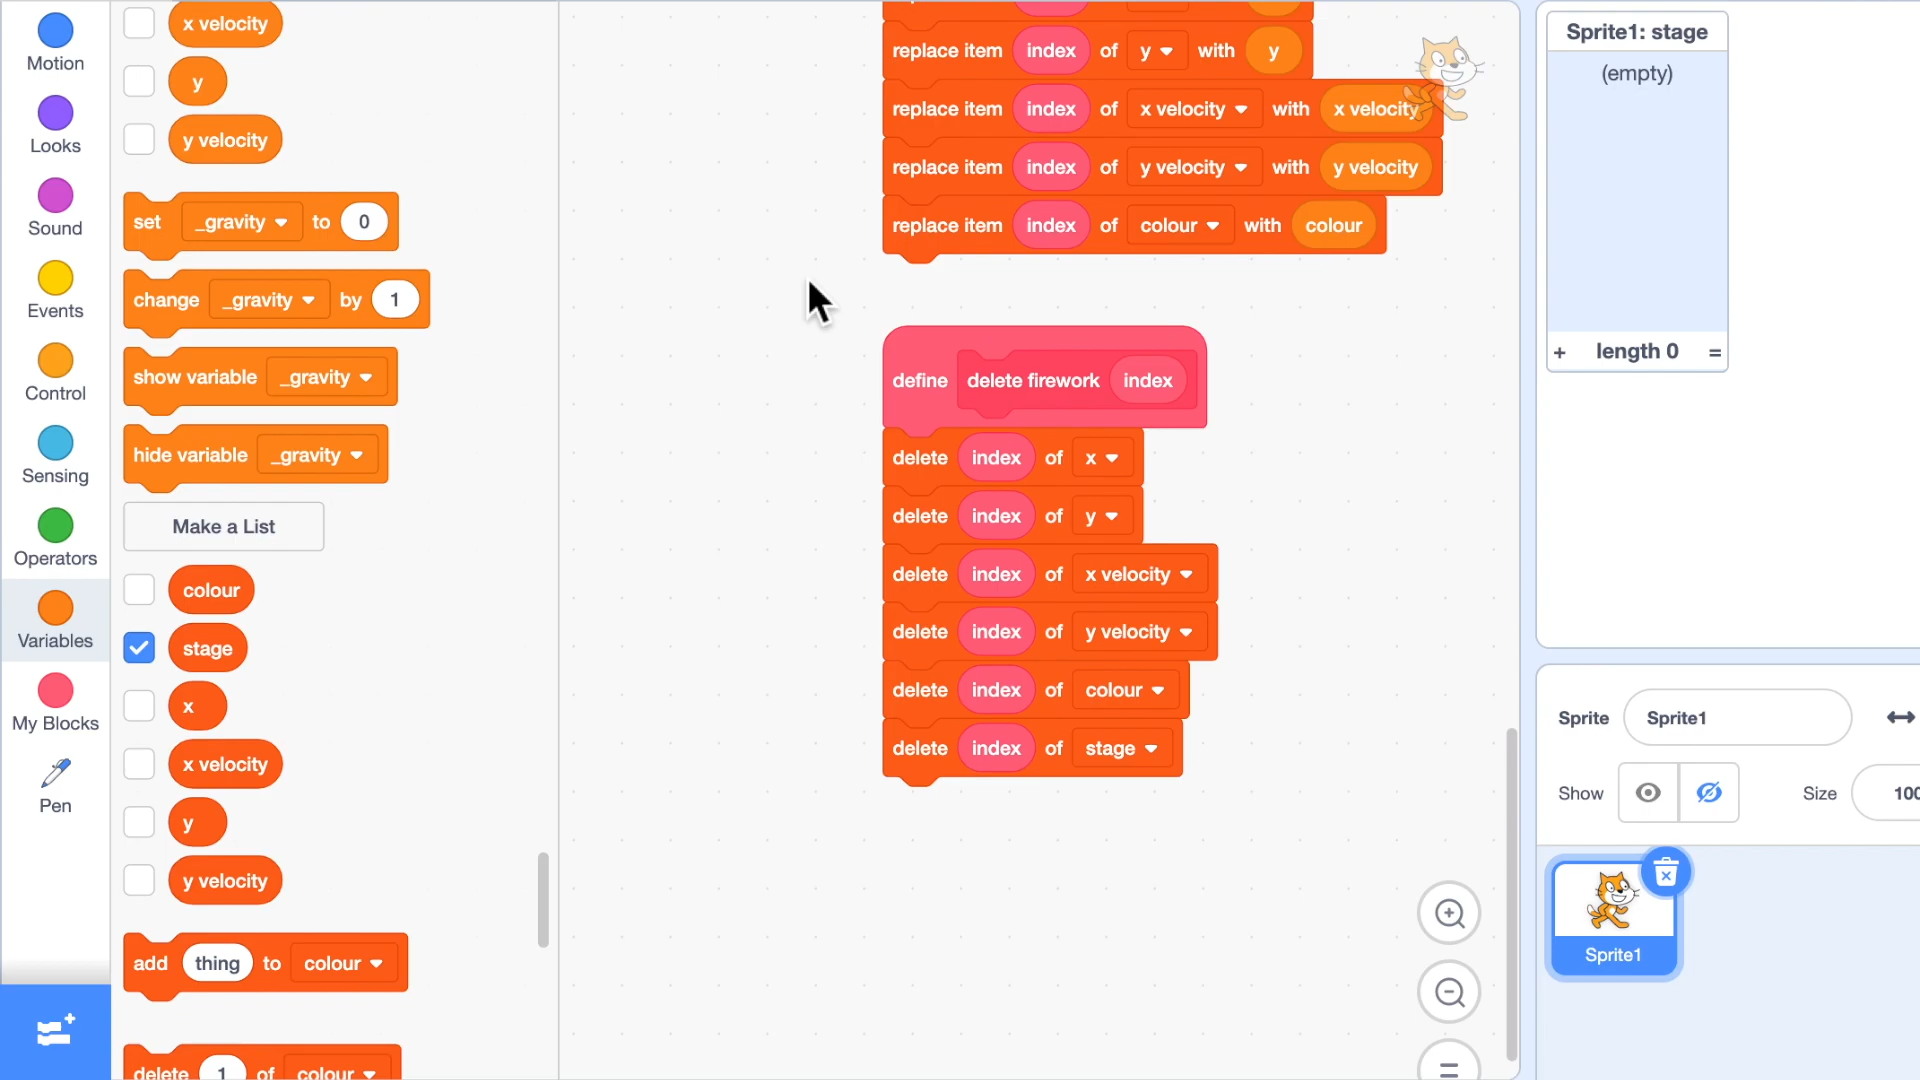 Motion
Looks
Sound
Events
Control
Sensing
Operators
Variables
My Blocks
Pen
x velocity
y
y velocity
set _gravity to 0
change _gravity by 1
show variable _gravity
hide variable _gravity
Make a List
colour
stage
x
x velocity
y
y velocity
add thing to colour
delete 1 of colour
replace item index of y with y
replace item index of x velocity with x velocity
replace item index of y velocity with y velocity
replace item index of colour with colour
define delete firework index
delete index of x
delete index of y
delete index of x velocity
delete index of y velocity
delete index of colour
delete index of stage
Sprite1: stage
(empty)
+ length 0 =
Sprite Sprite1
Show Size 100
Sprite1